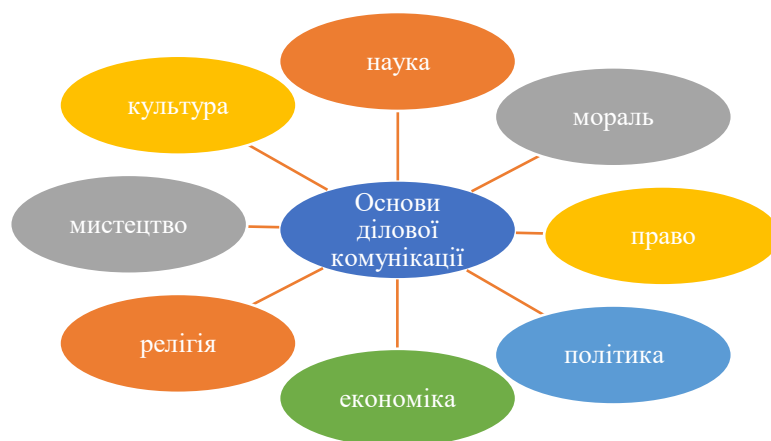 наука
культура
мораль
мистецтво
Основи
ділової
комунікації
право
релігія
політика
економіка